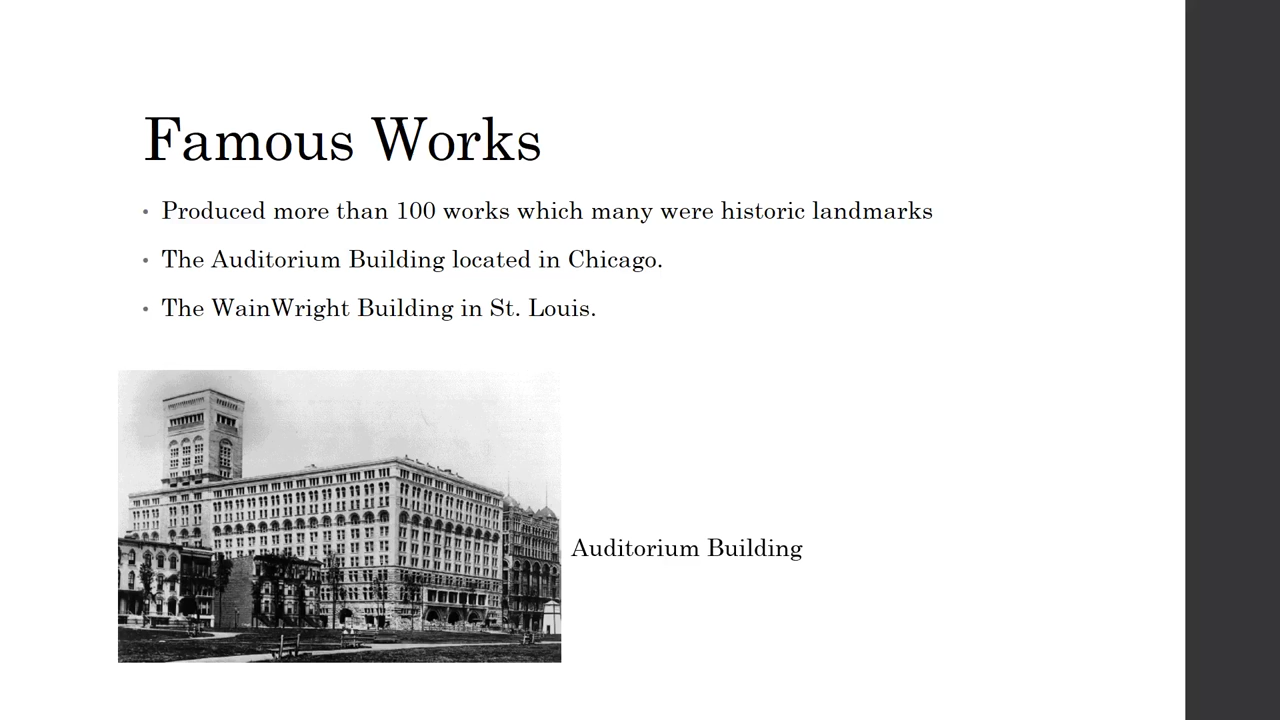 Famous Works
• Produced more than 100 works which many were historic landmarks
• The Auditorium Building located in Chicago.
• The WainWright Building in St. Louis.
Auditorium Building